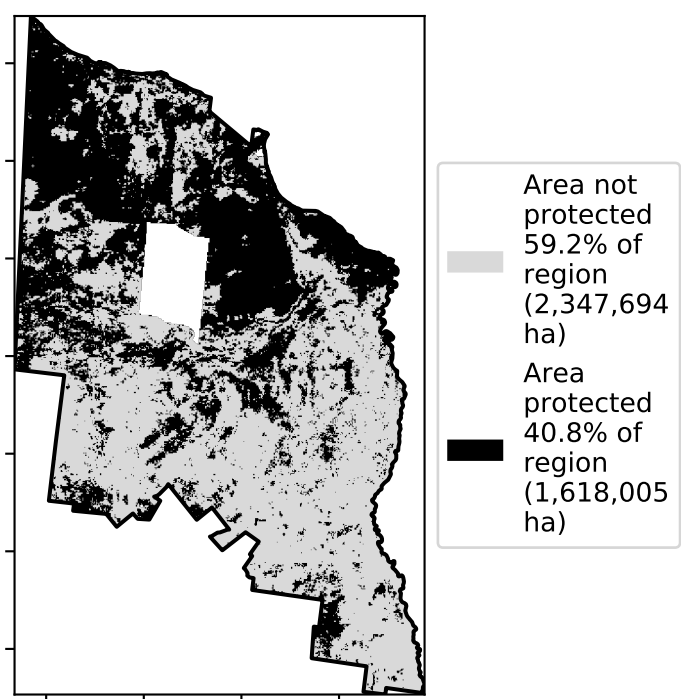 Area not
protected
59.2% of
region
(2,347,694
ha)
Area
protected
40.8% of
region
(1,618,005
ha)